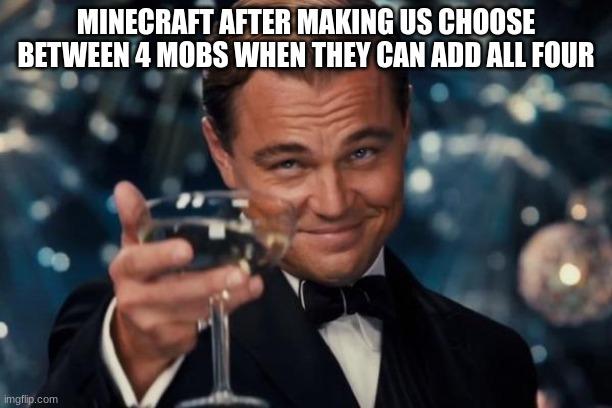 MINECRAFT AFTER MAKING US CHOOSE
BETWEEN 4 MOBS WHEN THEY CAN ADD ALL FOUR
imgflip.com